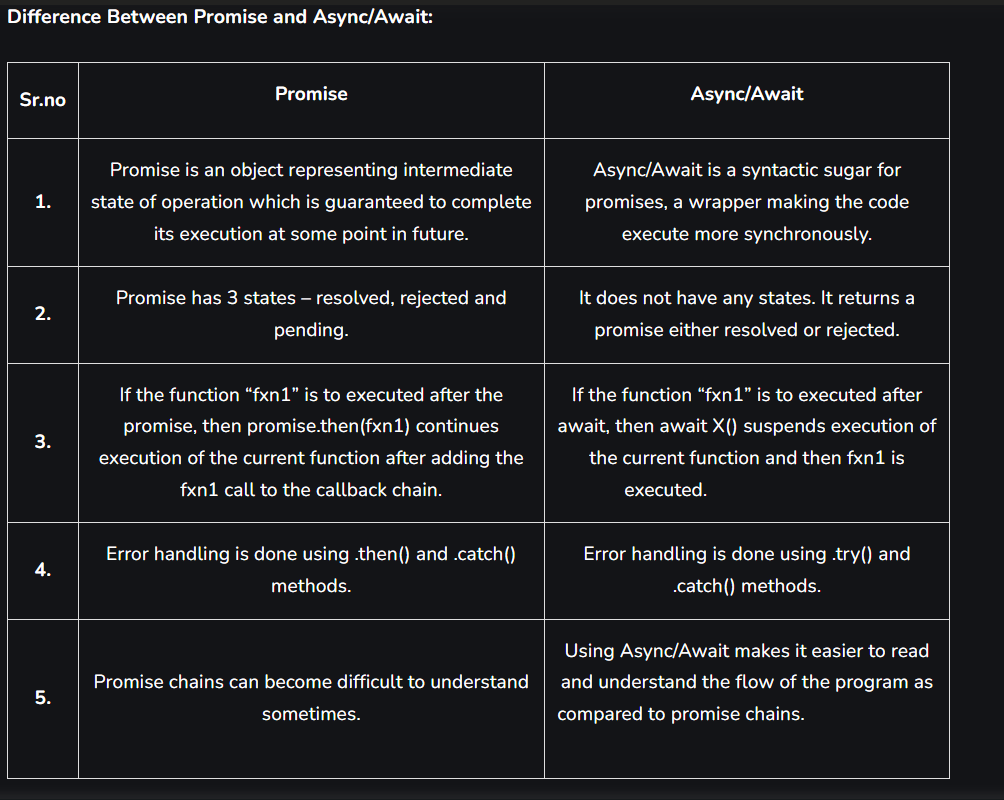 Difference Between Promise and Async/Await:
Sr.no
Promise
Async/Await
1.
Promise is an object representing intermediate
state of operation which is guaranteed to complete
its execution at some point in future.
Async/Await is a syntactic sugar for
promises, a wrapper making the code
execute more synchronously.
2.
Promise has 3 states – resolved, rejected and
pending.
It does not have any states. It returns a
promise either resolved or rejected.
3.
If the function “fxn1” is to executed after the
promise, then promise.then(fxn1) continues
execution of the current function after adding the
fxn1 call to the callback chain.
If the function “fxn1” is to executed after
await, then await X() suspends execution of
the current function and then fxn1 is
executed.
4.
Error handling is done using .then() and .catch()
methods.
Error handling is done using .try() and
.catch() methods.
5.
Promise chains can become difficult to understand
sometimes.
Using Async/Await makes it easier to read
and understand the flow of the program as
compared to promise chains.